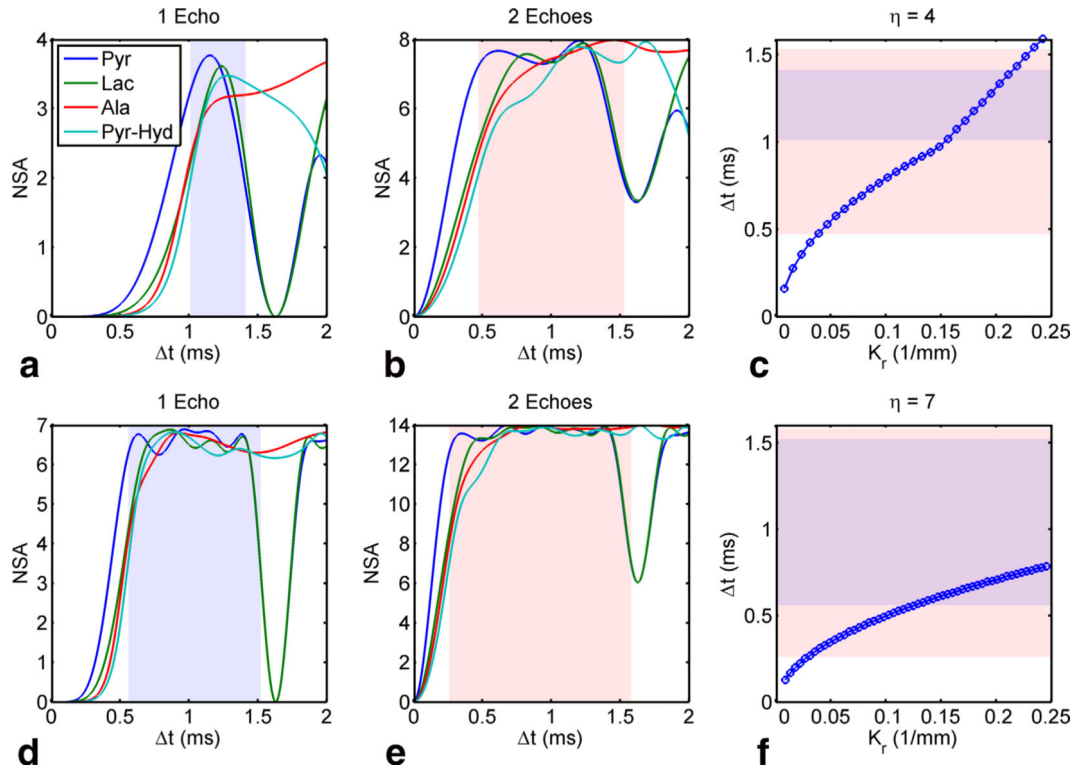 1 Echo
4
3
2
1
0
NSA
Pyr
Lac
Ala
Pyr-Hyd
0 0.5 1 1.5 2
Δt (ms)
a
2 Echoes
8
6
4
2
0
NSA
0 0.5 1 1.5 2
Δt (ms)
b
η = 4
1.5
1
0.5
0
Δt (ms)
0 0.05 0.1 0.15 0.2 0.25
K_r (1/mm)
c
1 Echo
7
6
5
4
3
2
1
0
NSA
0 0.5 1 1.5 2
Δt (ms)
d
2 Echoes
14
12
10
8
6
4
2
0
NSA
0 0.5 1 1.5 2
Δt (ms)
e
η = 7
1.5
1
0.5
0
Δt (ms)
0 0.05 0.1 0.15 0.2 0.25
K_r (1/mm)
f